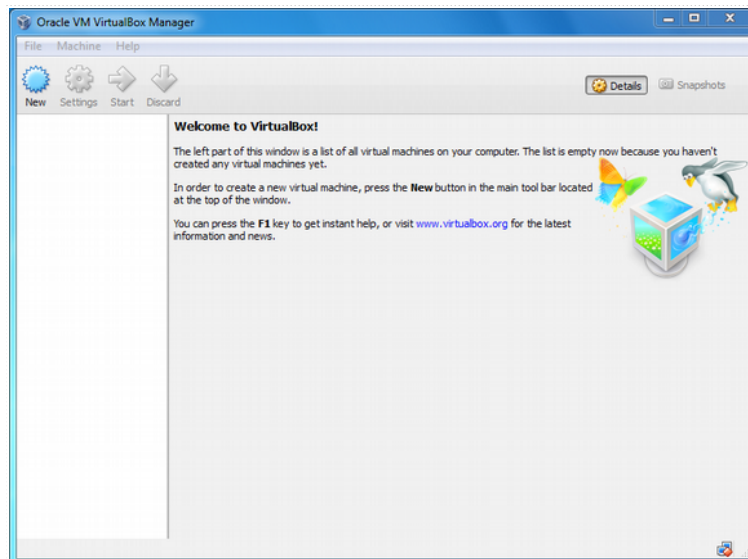 Oracle VM VirtualBox Manager
File Machine Help
New Settings Start Discard Details Snapshots
Welcome to VirtualBox!
The left part of this window is a list of all virtual machines on your computer. The list is empty now because you haven't
created any virtual machines yet.
In order to create a new virtual machine, press the New button in the main tool bar located
at the top of the window.
You can press the F1 key to get instant help, or visit www.virtualbox.org for the latest
information and news.